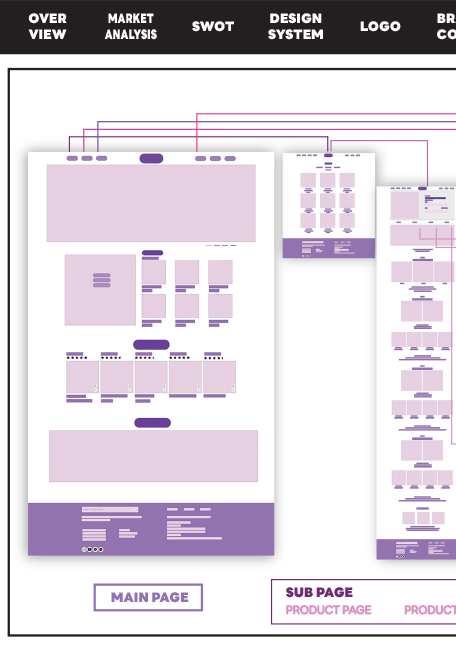 OVER
VIEW
MARKET
ANALYSIS
SWOT
DESIGN
SYSTEM
LOGO
BR
CO
MAIN PAGE
SUB PAGE
PRODUCT PAGE
PRODUCT